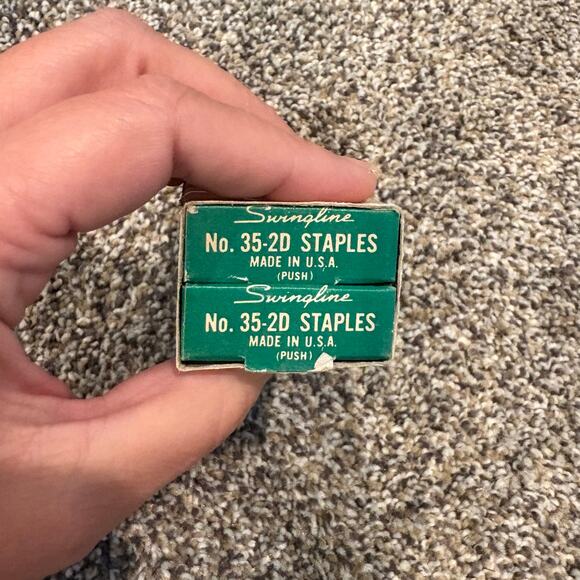 Swingline
No. 35-2D STAPLES
MADE IN U.S.A.
(PUSH)
Swingline
No. 35-2D STAPLES
MADE IN U.S.A.
(PUSH)